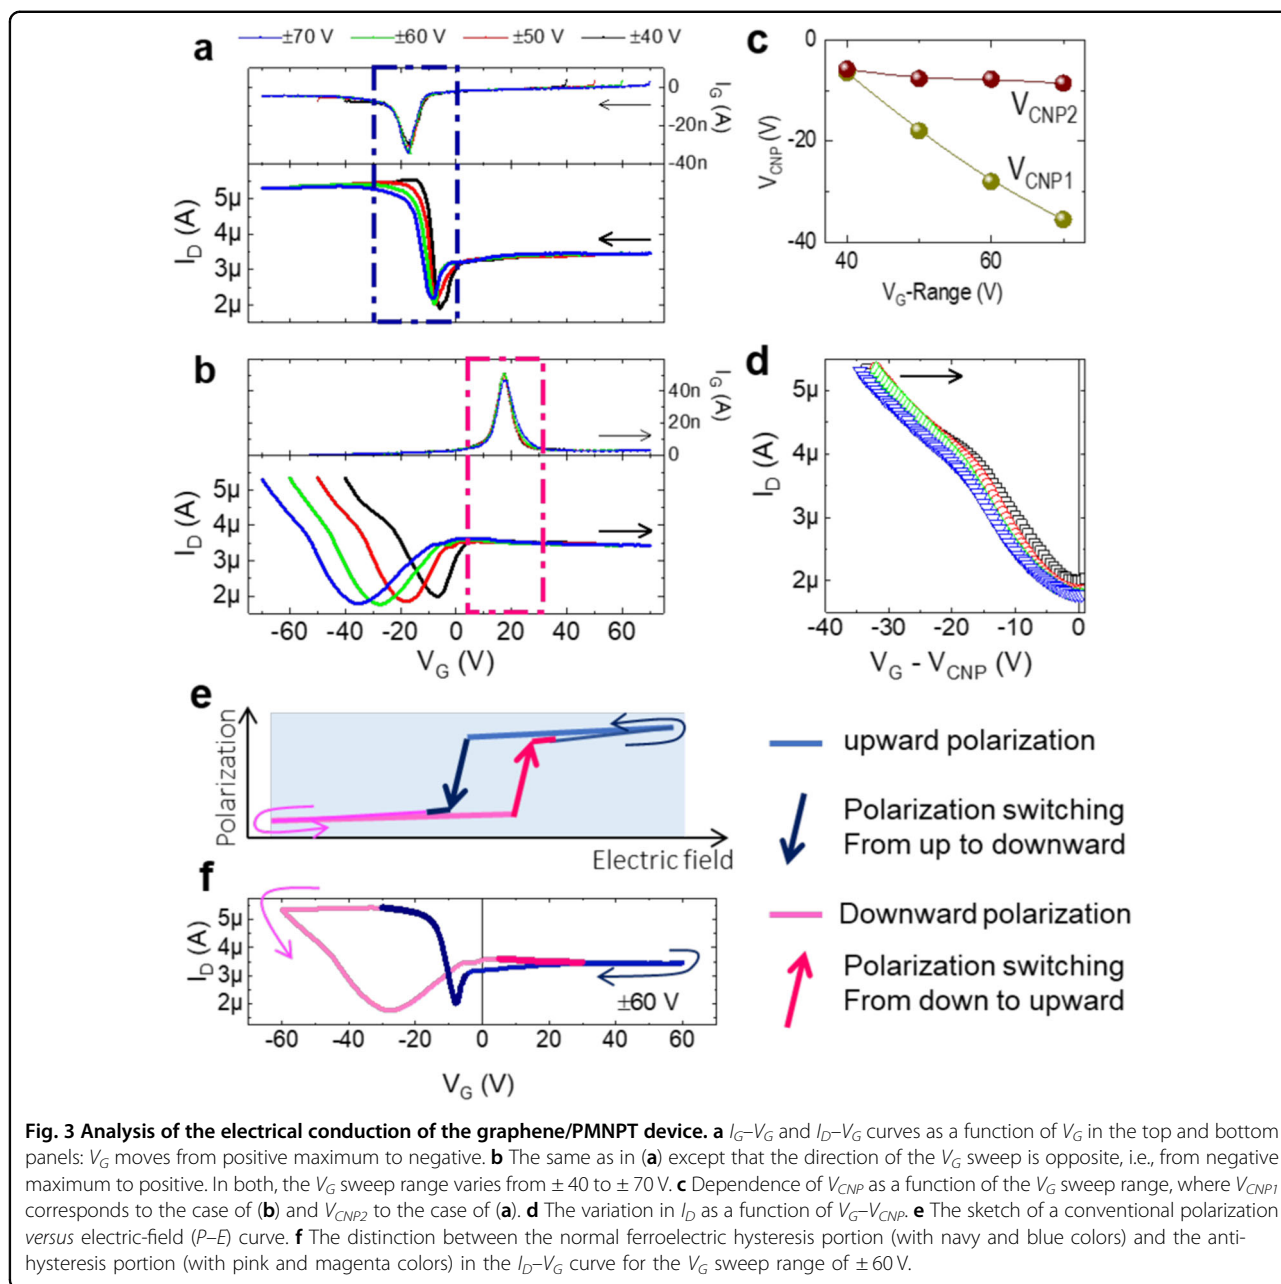 a
±70 V ±60 V ±50 V ±40 V
0
-20n
-40n
I_G (A)
5μ
4μ
3μ
2μ
I_D (A)
b
40n
20n
0
I_G (A)
5μ
4μ
3μ
2μ
I_D (A)
-60 -40 -20 0 20 40 60
V_G (V)
c
0
-20
-40
V_CNP (V)
V_CNP2
V_CNP1
40 60
V_G-Range (V)
d
5μ
4μ
3μ
2μ
I_D (A)
-40 -30 -20 -10 0
V_G - V_CNP (V)
e
Polarization
Electric field
upward polarization
Polarization switching
From up to downward
Downward polarization
Polarization switching
From down to upward
f
5μ
4μ
3μ
2μ
I_D (A)
±60 V
-60 -40 -20 0 20 40 60
V_G (V)
Fig. 3 Analysis of the electrical conduction of the graphene/PMNPT device. a I_G–V_G and I_D–V_G curves as a function of V_G in the top and bottom
panels: V_G moves from positive maximum to negative. b The same as in (a) except that the direction of the V_G sweep is opposite, i.e., from negative
maximum to positive. In both, the V_G sweep range varies from ± 40 to ± 70 V. c Dependence of V_CNP as a function of the V_G sweep range, where V_CNP1
corresponds to the case of (b) and V_CNP2 to the case of (a). d The variation in I_D as a function of V_G–V_CNP. e The sketch of a conventional polarization
versus electric-field (P–E) curve. f The distinction between the normal ferroelectric hysteresis portion (with navy and blue colors) and the anti-
hysteresis portion (with pink and magenta colors) in the I_D–V_G curve for the V_G sweep range of ± 60 V.